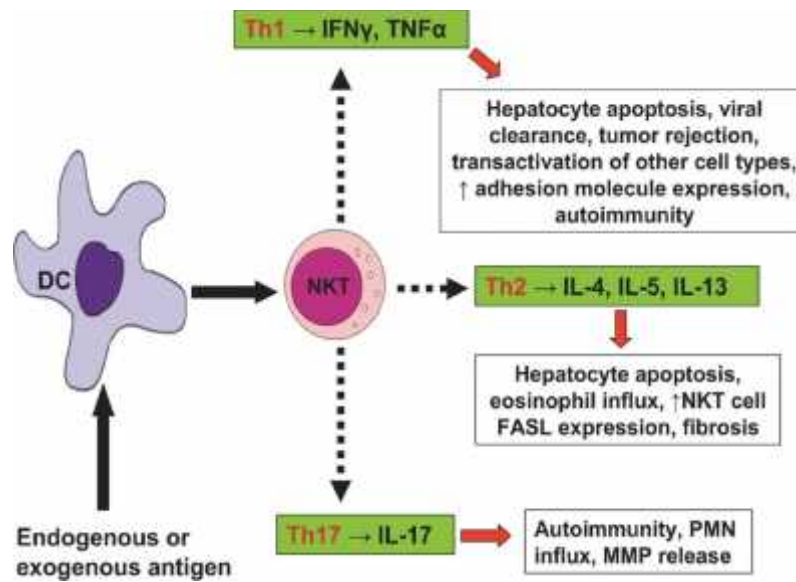 Th1 → IFNγ, TNFα
Hepatocyte apoptosis, viral
clearance, tumor rejection,
transactivation of other cell types,
↑ adhesion molecule expression,
autoimmunity
DC
NKT
Th2 → IL-4, IL-5, IL-13
Hepatocyte apoptosis,
eosinophil influx, ↑NKT cell
FASL expression, fibrosis
Th17 → IL-17
Autoimmunity, PMN
influx, MMP release
Endogenous or
exogenous antigen